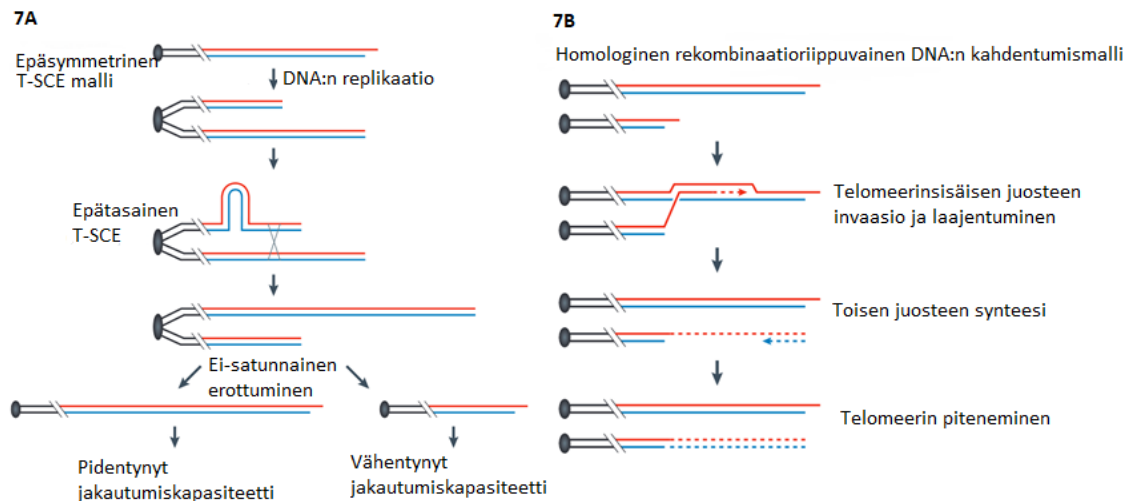 7A
Epäsymmetrinen
T-SCE malli
DNA:n replikaatio
Epätasainen
T-SCE
Ei-satunnainen
erottuminen
Pidentynyt
jakautumiskapasiteetti
Vähentynyt
jakautumiskapasiteetti
7B
Homologinen rekombinaatioriippuvainen DNA:n kahdentumismalli
Telomeerinsisäisen juosteen
invaasio ja laajentuminen
Toisen juosteen synteesi
Telomeerin piteneminen